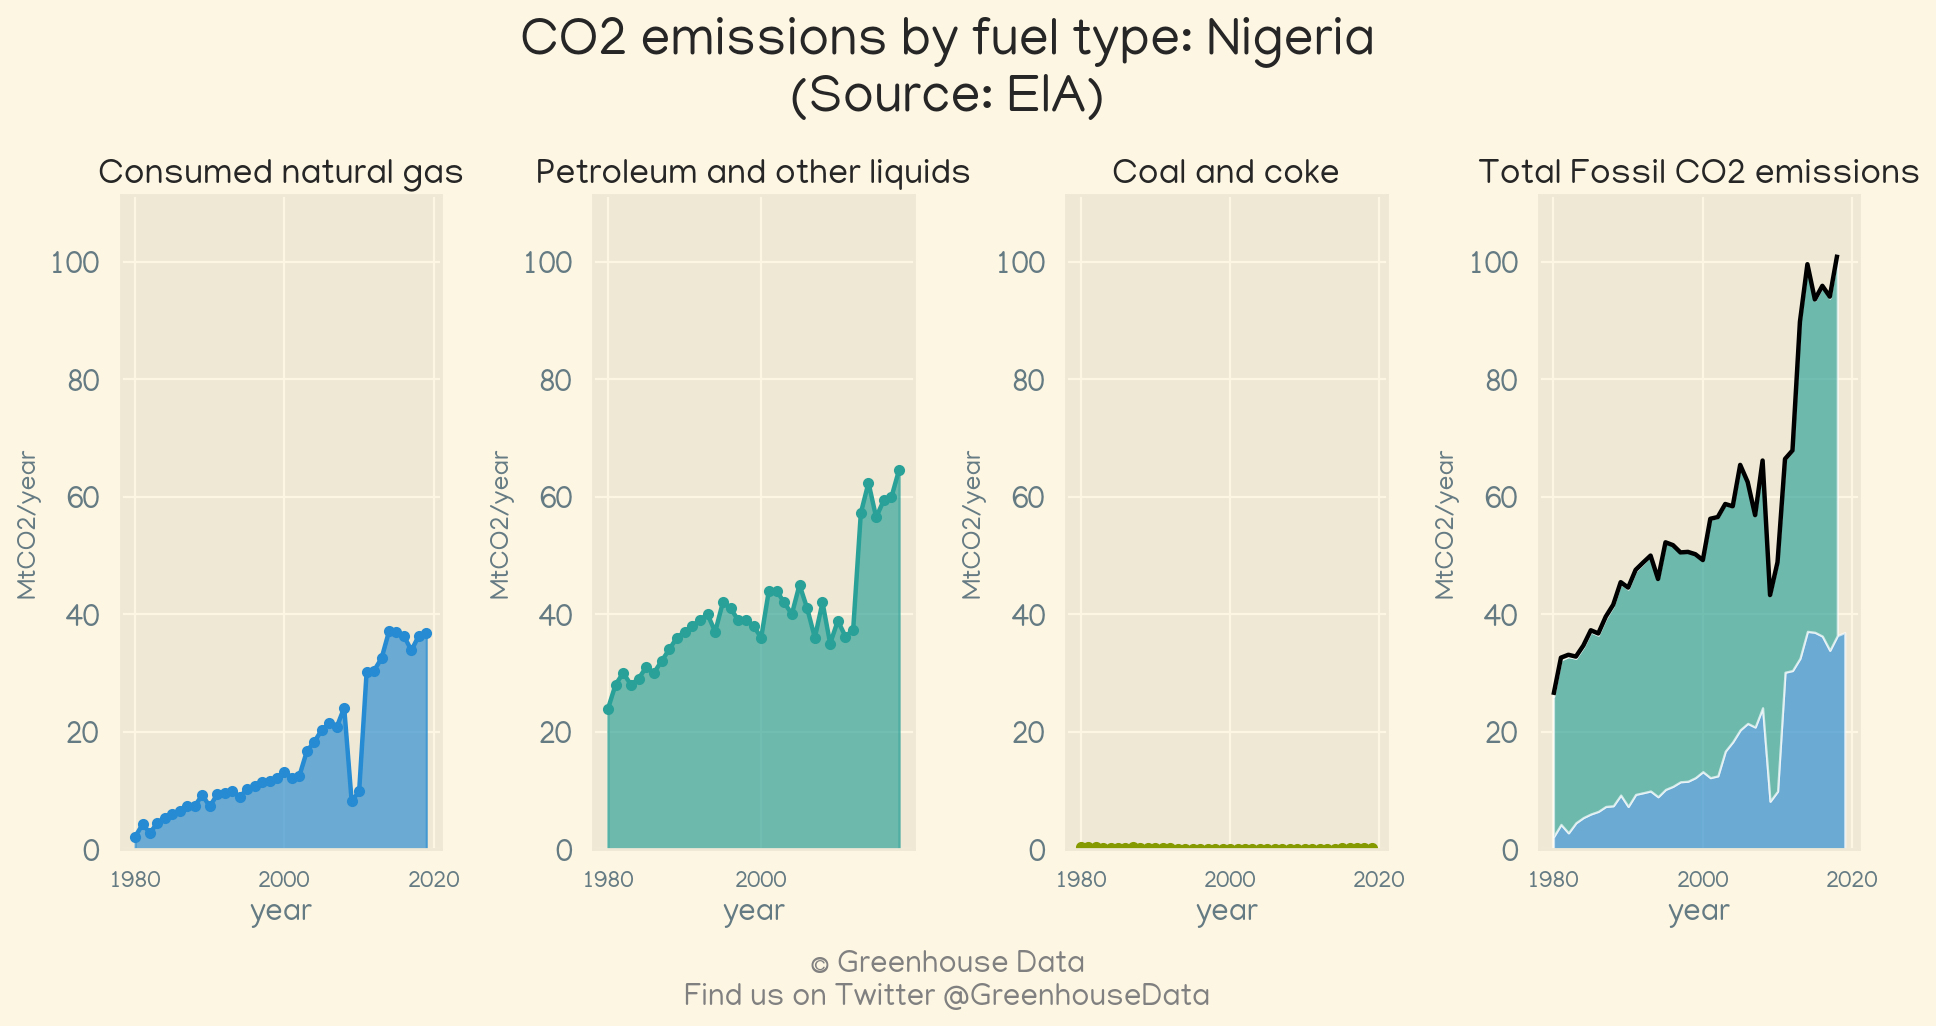 CO2 emissions by fuel type: Nigeria
(Source: EIA)
Consumed natural gas
MtCO2/year
100
80
60
40
20
0
1980 2000 2020
year
Petroleum and other liquids
MtCO2/year
100
80
60
40
20
0
1980 2000
year
Coal and coke
MtCO2/year
100
80
60
40
20
0
1980 2000 2020
year
Total Fossil CO2 emissions
MtCO2/year
100
80
60
40
20
0
1980 2000 2020
year
© Greenhouse Data
Find us on Twitter @GreenhouseData